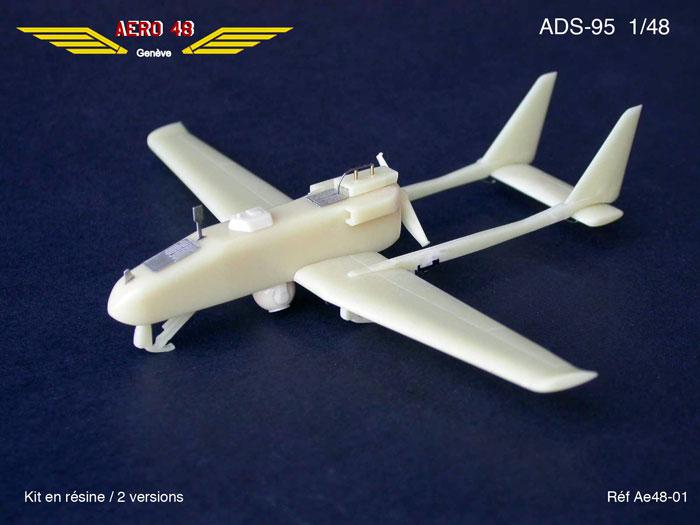 AERO 48
Genève
ADS-95 1/48
Kit en résine / 2 versions
Réf Ae48-01